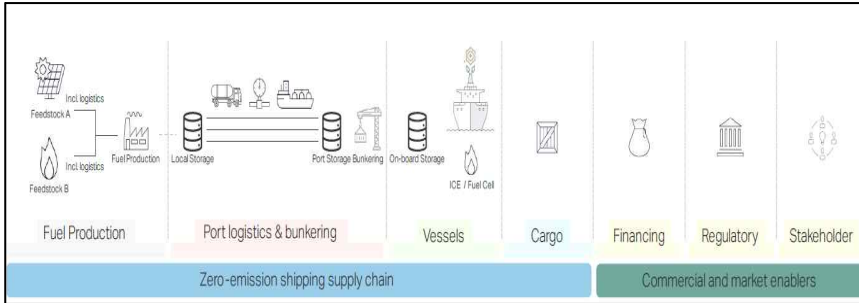 Incl. logistics
Feedstock A
Fuel Production
Incl. logistics
Feedstock B
Local Storage
Port Storage
Bunkering
On-board Storage
ICE / Fuel Cell
Fuel Production
Port logistics & bunkering
Vessels
Cargo
Financing
Regulatory
Stakeholder
Zero-emission shipping supply chain
Commercial and market enablers